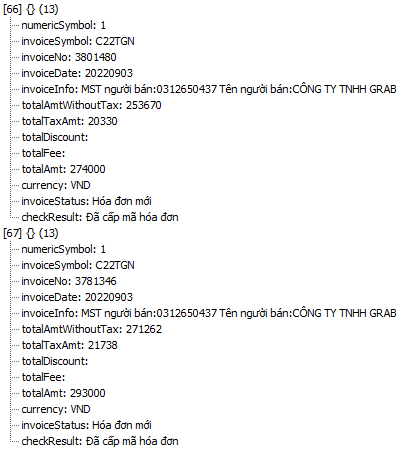 [66] {} (13)
numericSymbol: 1
invoiceSymbol: C22TGN
invoiceNo: 3801480
invoiceDate: 20220903
invoiceInfo: MST người bán:0312650437 Tên người bán:CÔNG TY TNHH GRAB
totalAmtWithoutTax: 253670
totalTaxAmt: 20330
totalDiscount:
totalFee:
totalAmt: 274000
currency: VND
invoiceStatus: Hóa đơn mới
checkResult: Đã cấp mã hóa đơn
[67] {} (13)
numericSymbol: 1
invoiceSymbol: C22TGN
invoiceNo: 3781346
invoiceDate: 20220903
invoiceInfo: MST người bán:0312650437 Tên người bán:CÔNG TY TNHH GRAB
totalAmtWithoutTax: 271262
totalTaxAmt: 21738
totalDiscount:
totalFee:
totalAmt: 293000
currency: VND
invoiceStatus: Hóa đơn mới
checkResult: Đã cấp mã hóa đơn